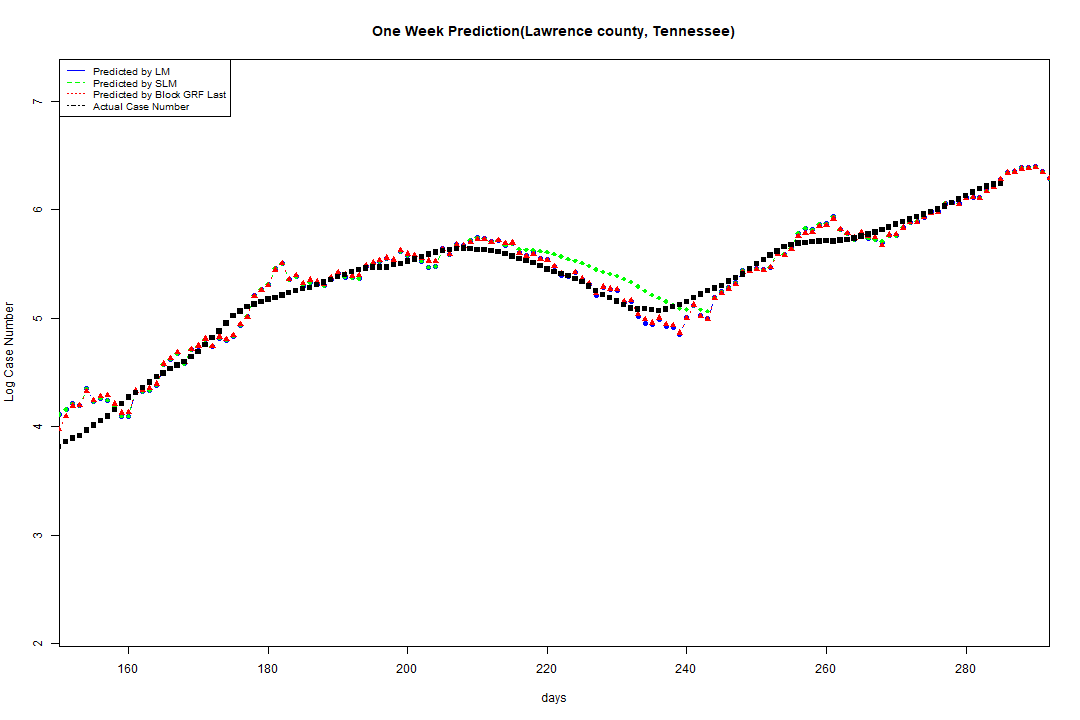 One Week Prediction(Lawrence county, Tennessee)
Predicted by LM
Predicted by SLM
Predicted by Block GRF Last
Actual Case Number
7
6
5
4
3
2
Log Case Number
160 180 200 220 240 260 280
days